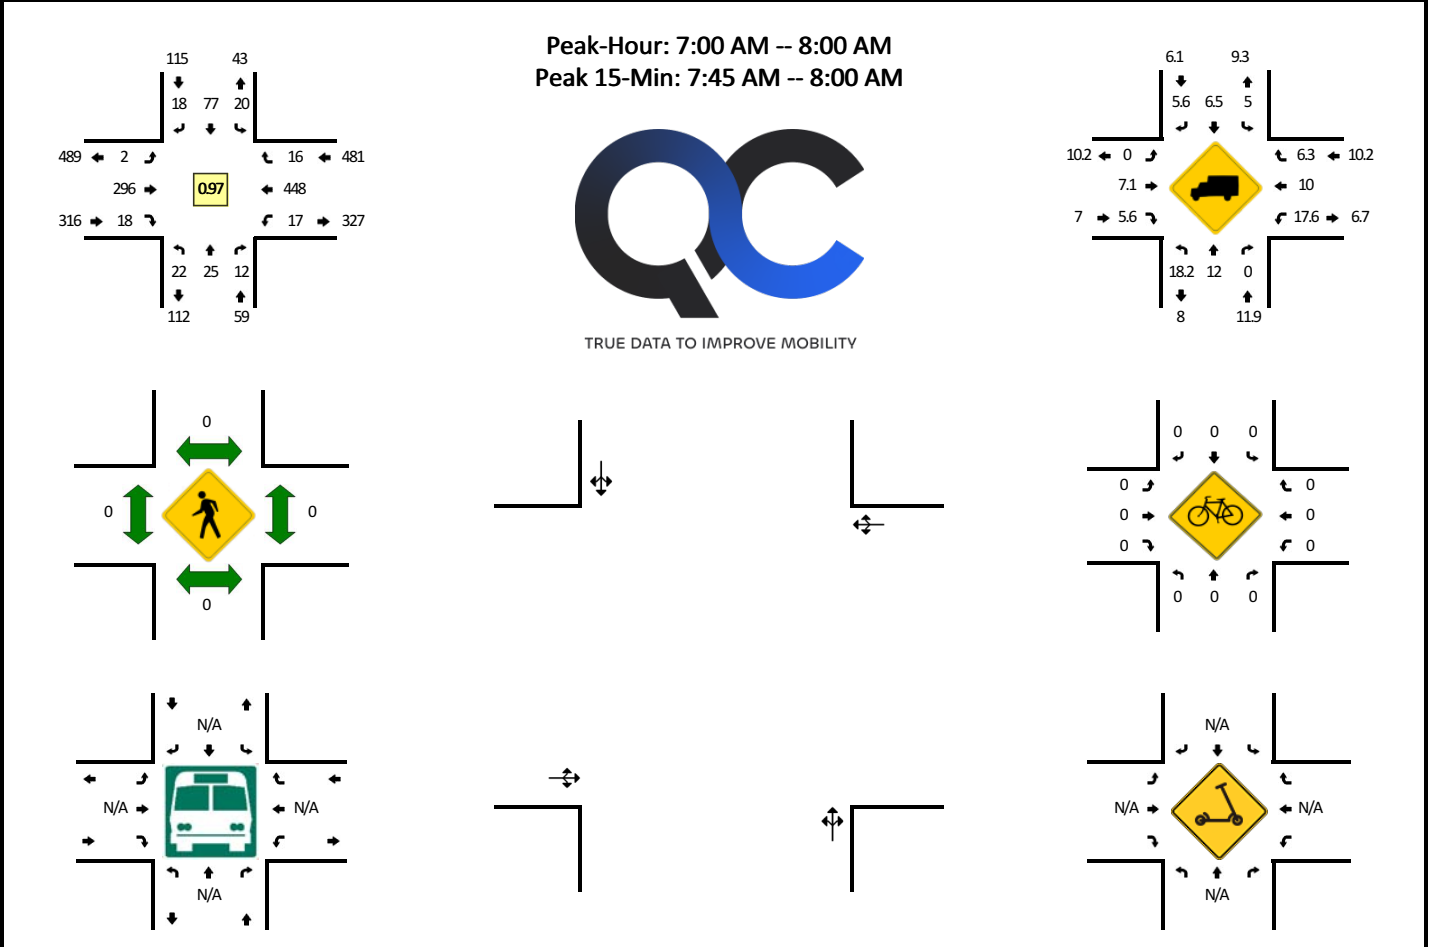 Peak-Hour: 7:00 AM -- 8:00 AM
Peak 15-Min: 7:45 AM -- 8:00 AM
115 43
18 77 20
489 2 16 481
296 0.97 448
316 18 17 327
22 25 12
112 59
QC
TRUE DATA TO IMPROVE MOBILITY
6.1 9.3
5.6 6.5 5
10.2 0 6.3 10.2
7.1 10
7 5.6 17.6 6.7
18.2 12 0
8 11.9
0
0 0
0
0 0 0
0 0
0 0
0 0
0 0 0
N/A
N/A N/A
N/A
N/A
N/A N/A
N/A